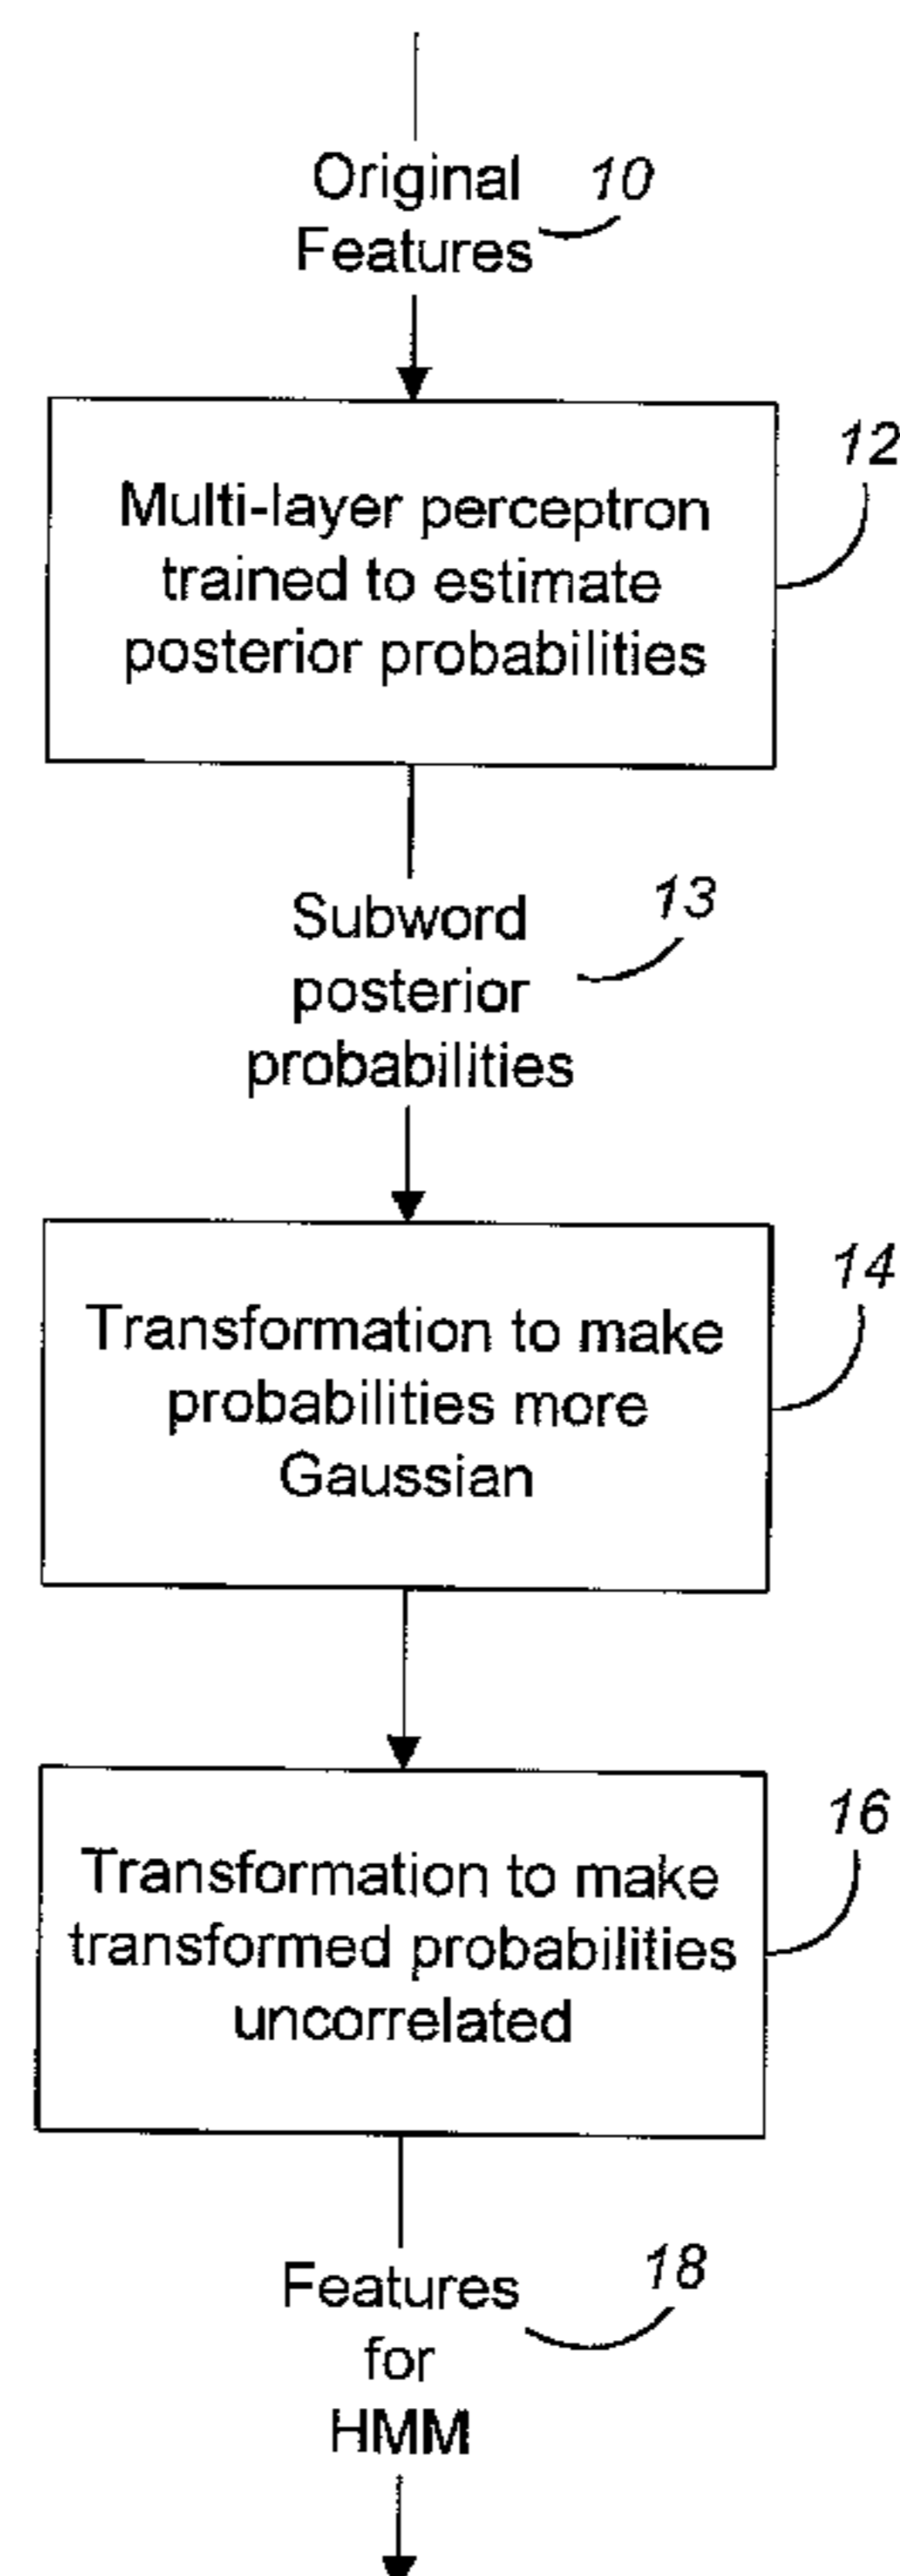 Original
Features
10
Multi-layer perceptron
trained to estimate
posterior probabilities
12
Subword
posterior
probabilities
13
Transformation to make
probabilities more
Gaussian
14
Transformation to make
transformed probabilities
uncorrelated
16
Features
for
HMM
18